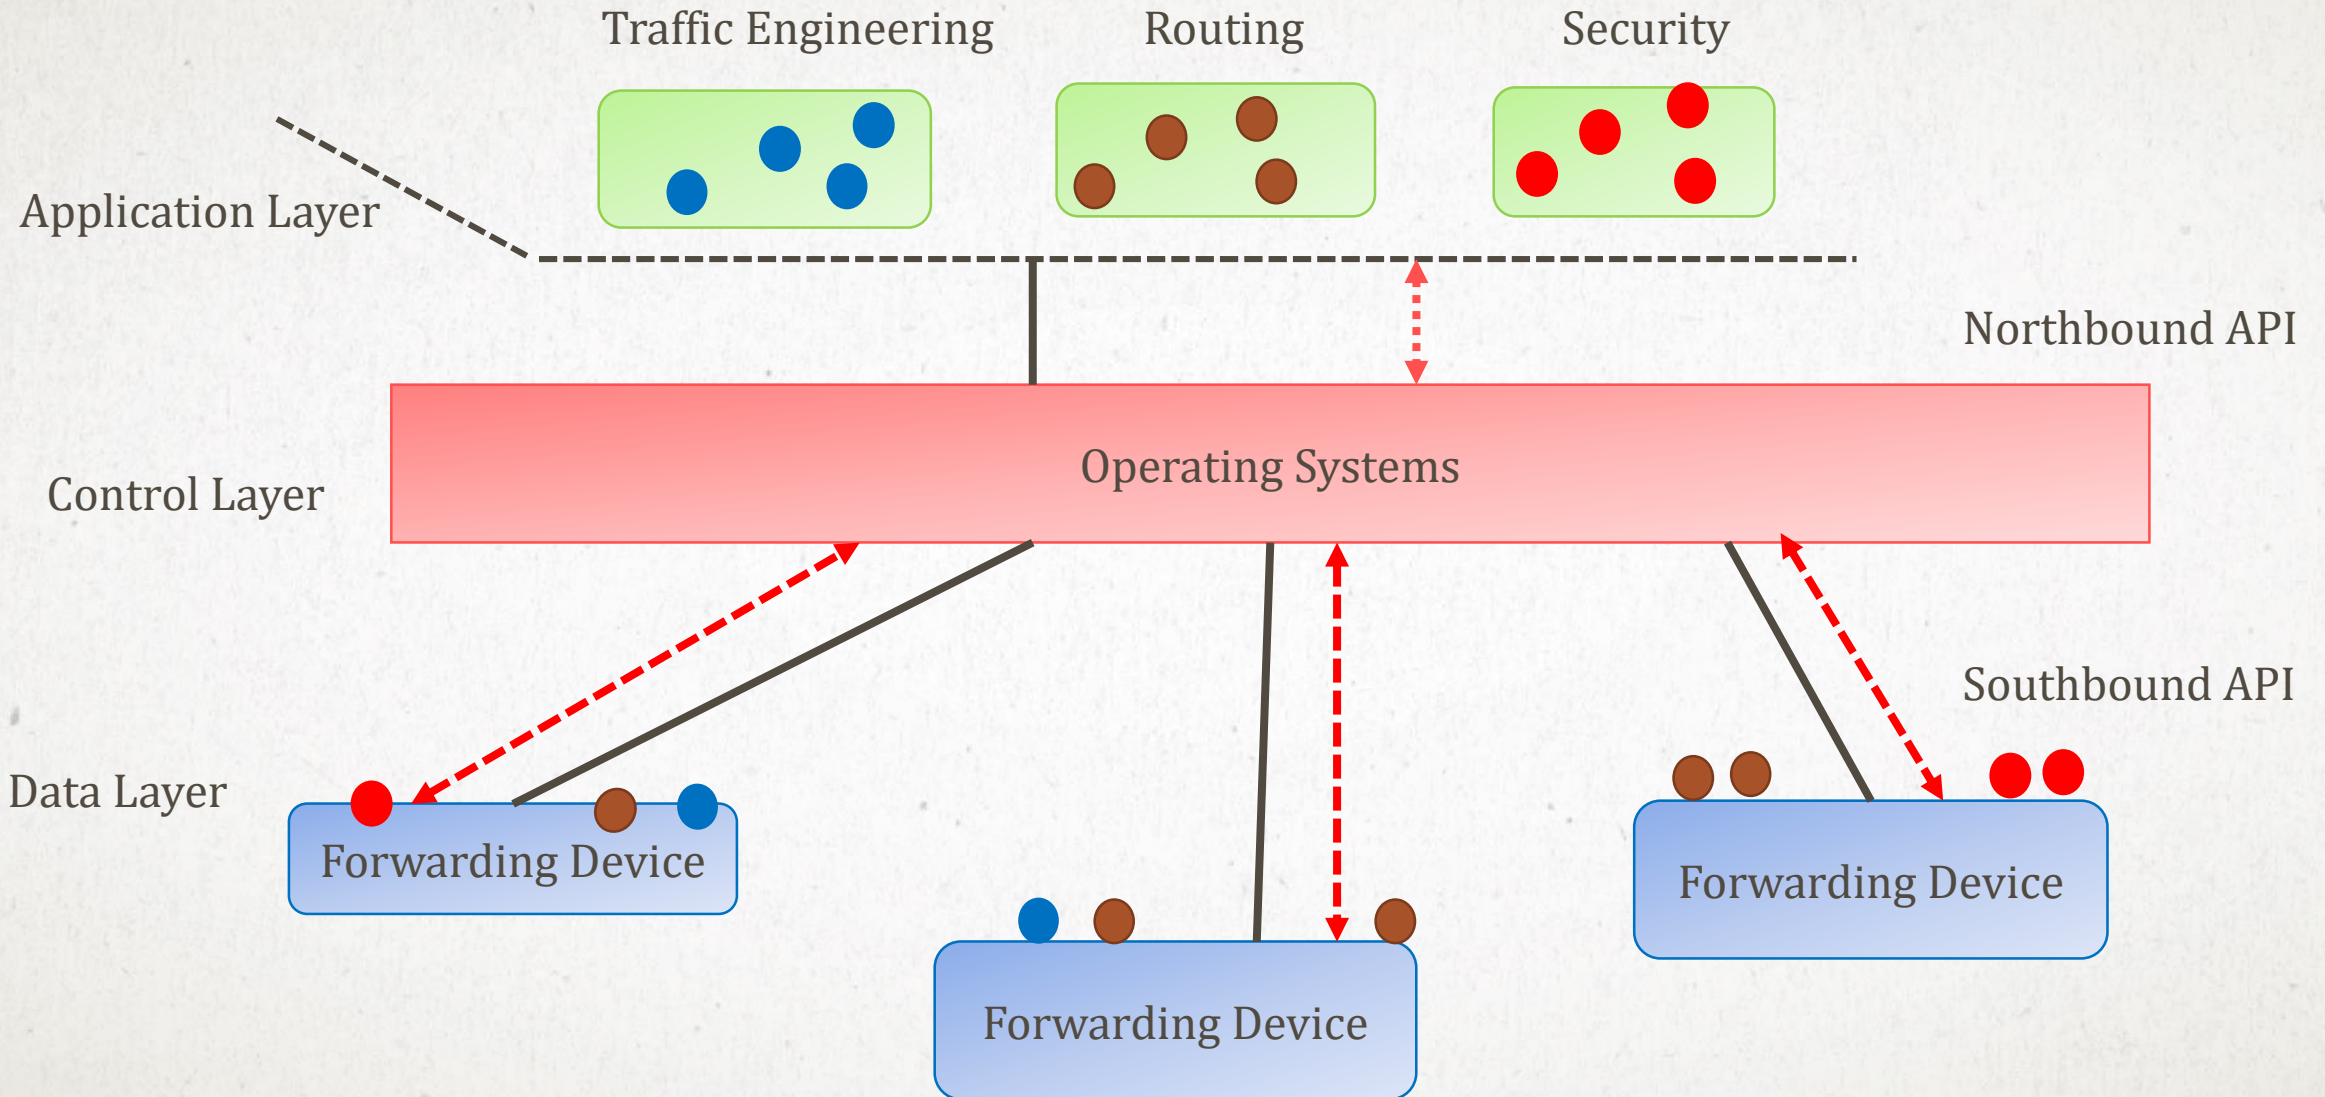 Traffic Engineering
Routing
Security
Application Layer
Northbound API
Operating Systems
Control Layer
Southbound API
Data Layer
Forwarding Device
Forwarding Device
Forwarding Device